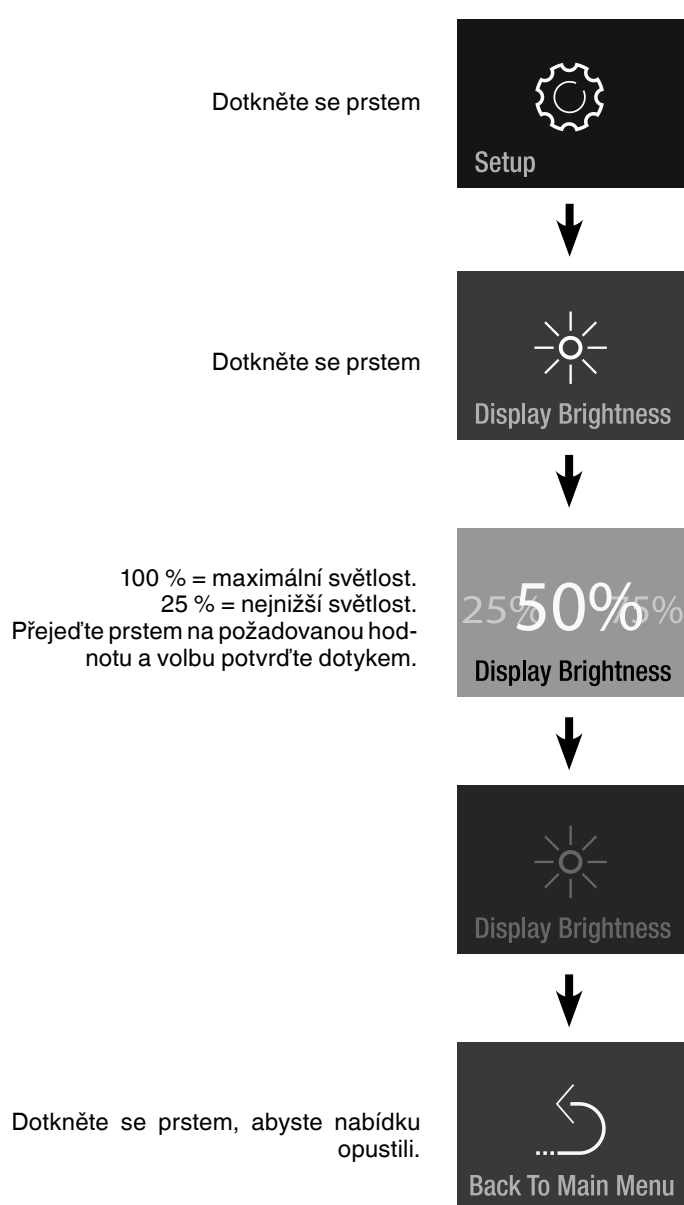 Dotkněte se prstem
Setup
Dotkněte se prstem
Display Brightness
100 % = maximální světlost.
25 % = nejnižší světlost.
Přejeďte prstem na požadovanou hod-
notu a volbu potvrďte dotykem.
25% 50% 75%
Display Brightness
Display Brightness
Dotkněte se prstem, abyste nabídku
opustili.
Back To Main Menu